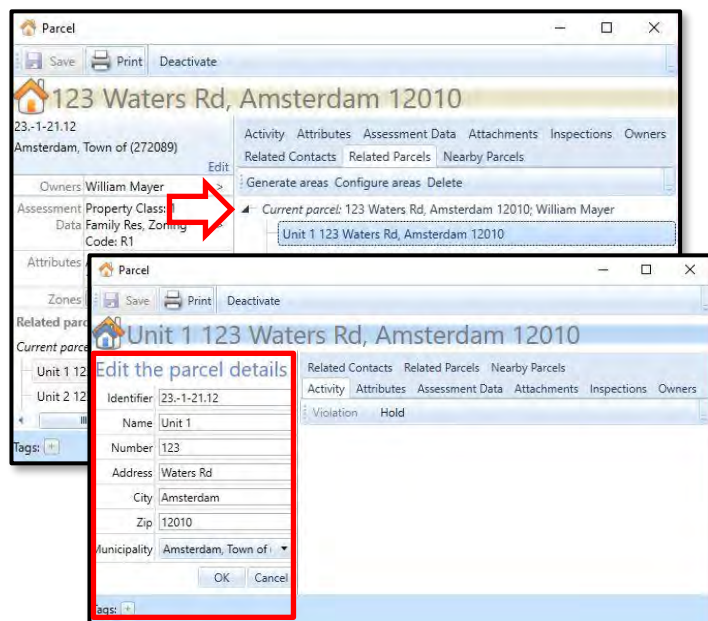 Parcel
Save Print Deactivate
123 Waters Rd, Amsterdam 12010
23.-1-21.12
Amsterdam, Town of (272089)
Edit
Owners William Mayer >
Assessment Data Property Class: 1
Family Res, Zoning
Code: R1
Attributes
Zones
Related parc
Current parce
Unit 1 12
Unit 2 12
Tags: +
Activity Attributes Assessment Data Attachments Inspections Owners
Related Contacts Related Parcels Nearby Parcels
Generate areas Configure areas Delete
Current parcel: 123 Waters Rd, Amsterdam 12010; William Mayer
Unit 1 123 Waters Rd, Amsterdam 12010
Parcel
Save Print Deactivate
Unit 1 123 Waters Rd, Amsterdam 12010
Edit the parcel details
Identifier 23.-1-21.12
Name Unit 1
Number 123
Address Waters Rd
City Amsterdam
Zip 12010
Municipality Amsterdam, Town of
OK Cancel
Tags: +
Related Contacts Related Parcels Nearby Parcels
Activity Attributes Assessment Data Attachments Inspections Owners
Violation Hold